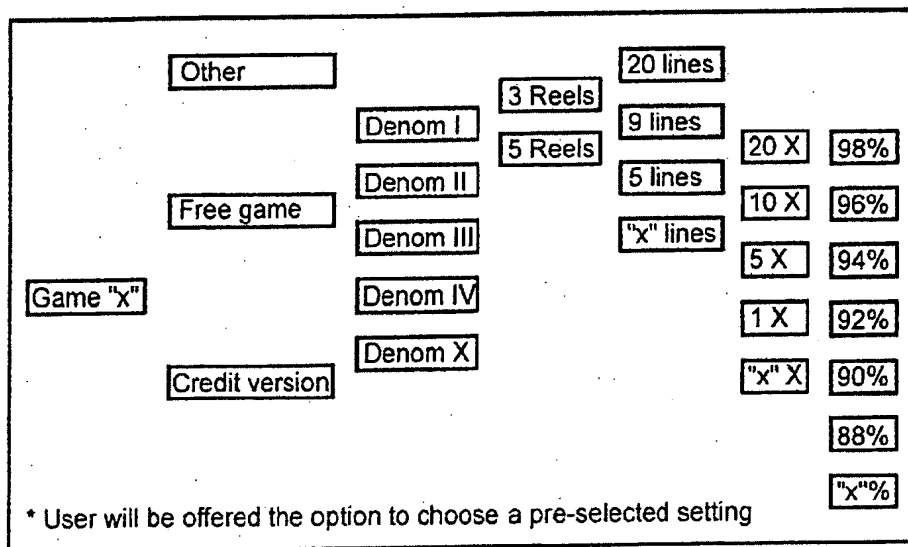 Game "x"
Other
Free game
Credit version
Denom I
Denom II
Denom III
Denom IV
Denom X
3 Reels
5 Reels
20 lines
9 lines
5 lines
"x" lines
20 X
10 X
5 X
1 X
"x" X
98%
96%
94%
92%
90%
88%
"x"%
* User will be offered the option to choose a pre-selected setting